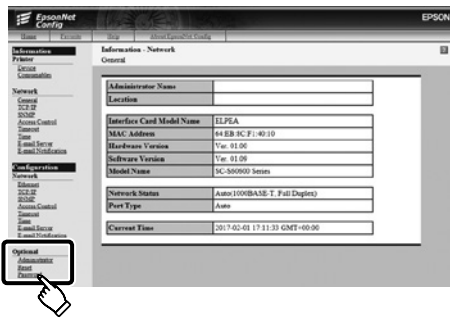 EpsonNet
Config
EPSON
Home
Favorite
Help
About EpsonNet Config
Information
Printer
Device
Consumables
Network
General
TCP/IP
SNMP
Access Control
Timeout
Time
E-mail Server
E-mail Notification
Configuration
Network
Ethernet
TCP/IP
SNMP
Access Control
Timeout
Time
E-mail Server
E-mail Notification
Optional
Administrator
Reset
Password
Information - Network
General
Administrator Name
Location
Interface Card Model Name ELPEA
MAC Address 64:EB:8C:F1:40:10
Hardware Version Ver. 01.00
Software Version Ver. 01.09
Model Name SC-S60600 Series
Network Status Auto(1000BASE-T, Full Duplex)
Port Type Auto
Current Time 2017-02-01 17:11:33 GMT+00:00